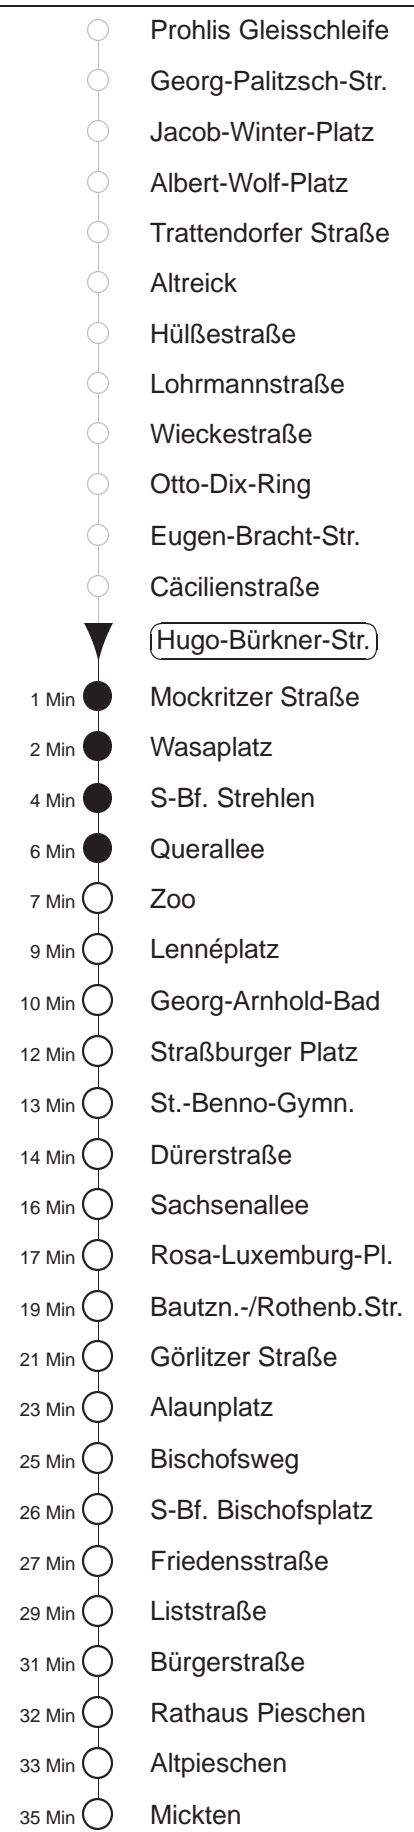 Prohlis Gleisschleife
Georg-Palitzsch-Str.
Jacob-Winter-Platz
Albert-Wolf-Platz
Trattendorfer Straße
Altreick
Hülßestraße
Lohrmannstraße
Wieckestraße
Otto-Dix-Ring
Eugen-Bracht-Str.
Cäcilienstraße
Hugo-Bürkner-Str.
1 Min Mockritzer Straße
2 Min Wasaplatz
4 Min S-Bf. Strehlen
6 Min Querallee
7 Min Zoo
9 Min Lennéplatz
10 Min Georg-Arnhold-Bad
12 Min Straßburger Platz
13 Min St.-Benno-Gymn.
14 Min Dürerstraße
16 Min Sachsenallee
17 Min Rosa-Luxemburg-Pl.
19 Min Bautzn.-/Rothenb.Str.
21 Min Görlitzer Straße
23 Min Alaunplatz
25 Min Bischofsweg
26 Min S-Bf. Bischofsplatz
27 Min Friedensstraße
29 Min Liststraße
31 Min Bürgerstraße
32 Min Rathaus Pieschen
33 Min Altpieschen
35 Min Mickten